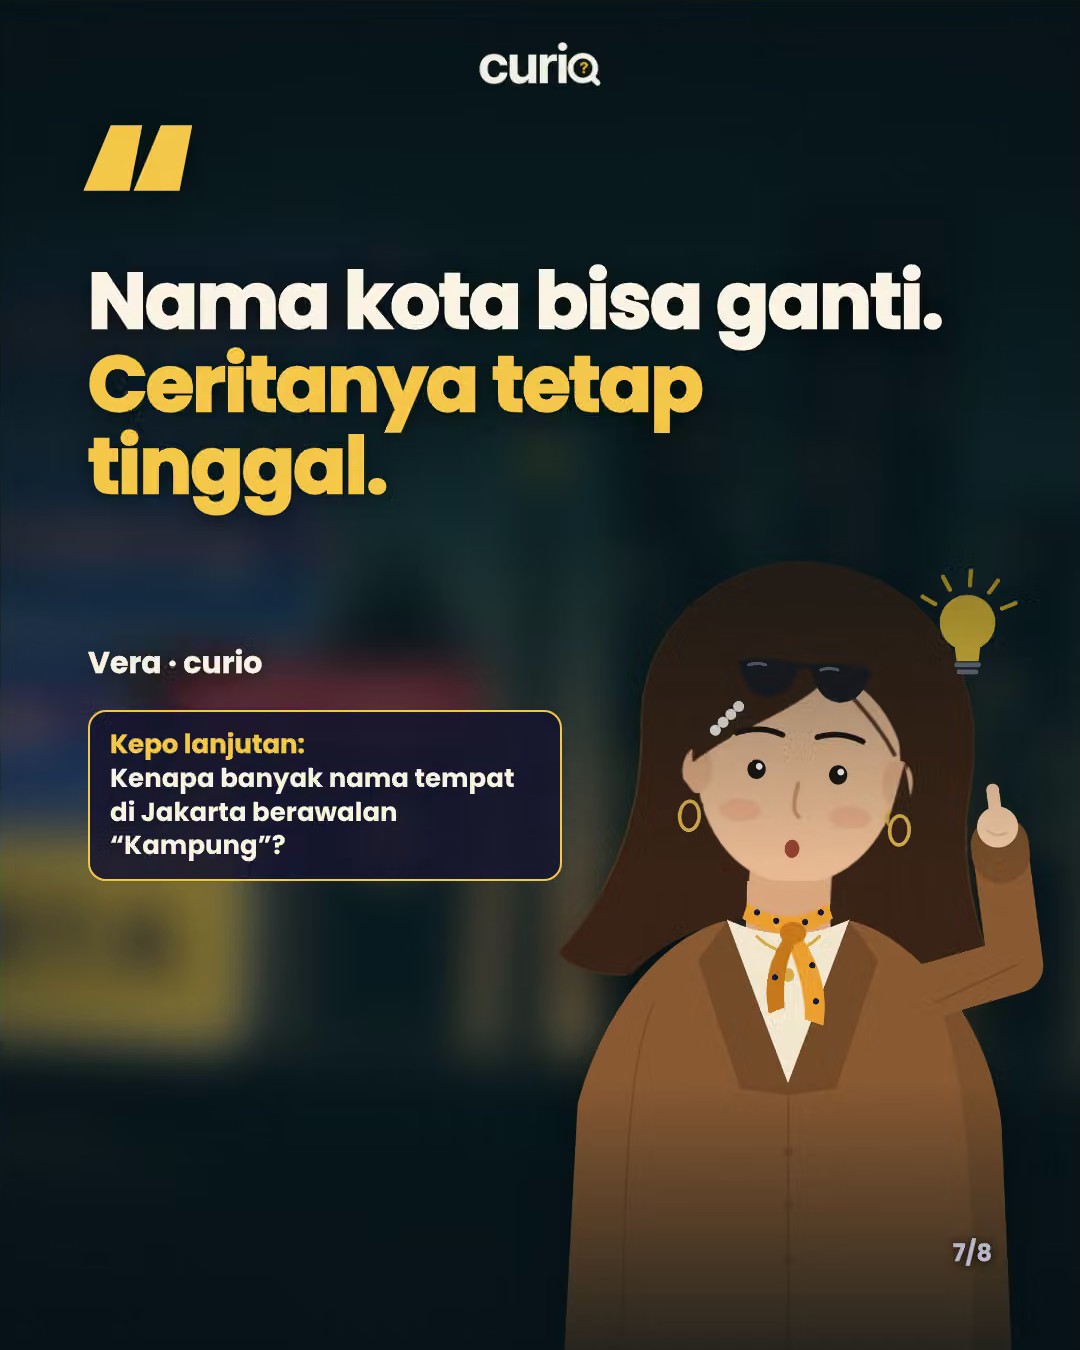 curio
Nama kota bisa ganti.
Ceritanya tetap
tinggal.
Vera · curio
Kepo lanjutan:
Kenapa banyak nama tempat
di Jakarta berawalan
“Kampung”?
7/8